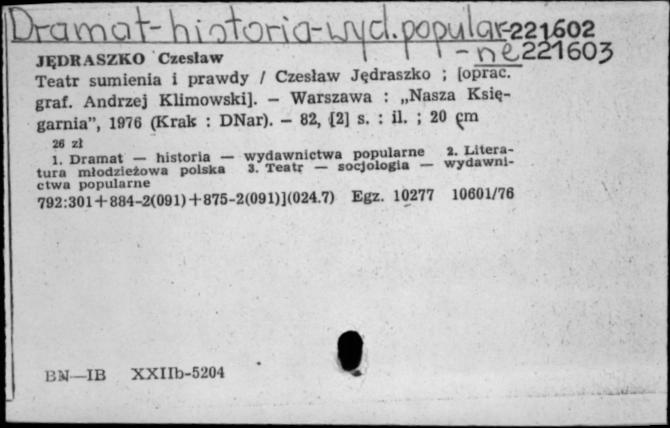 Dramat-historia-wyd.popular- 221602
-ne 221603
JĘDRASZKO Czesław
Teatr sumienia i prawdy / Czesław Jędraszko ; [oprac.
graf. Andrzej Klimowski]. — Warszawa : „Nasza Księ-
garnia”, 1976 (Krak : DNar). — 82, [2] s. : il. ; 20 cm
26 zł
1. Dramat — historia — wydawnictwa popularne 2. Litera-
tura młodzieżowa polska 3. Teatr — socjologia — wydawni-
ctwa popularne
792:301+884-2(091)+875-2(091)](024.7) Egz. 10277 10601/76
BN—IB XXIIb-5204